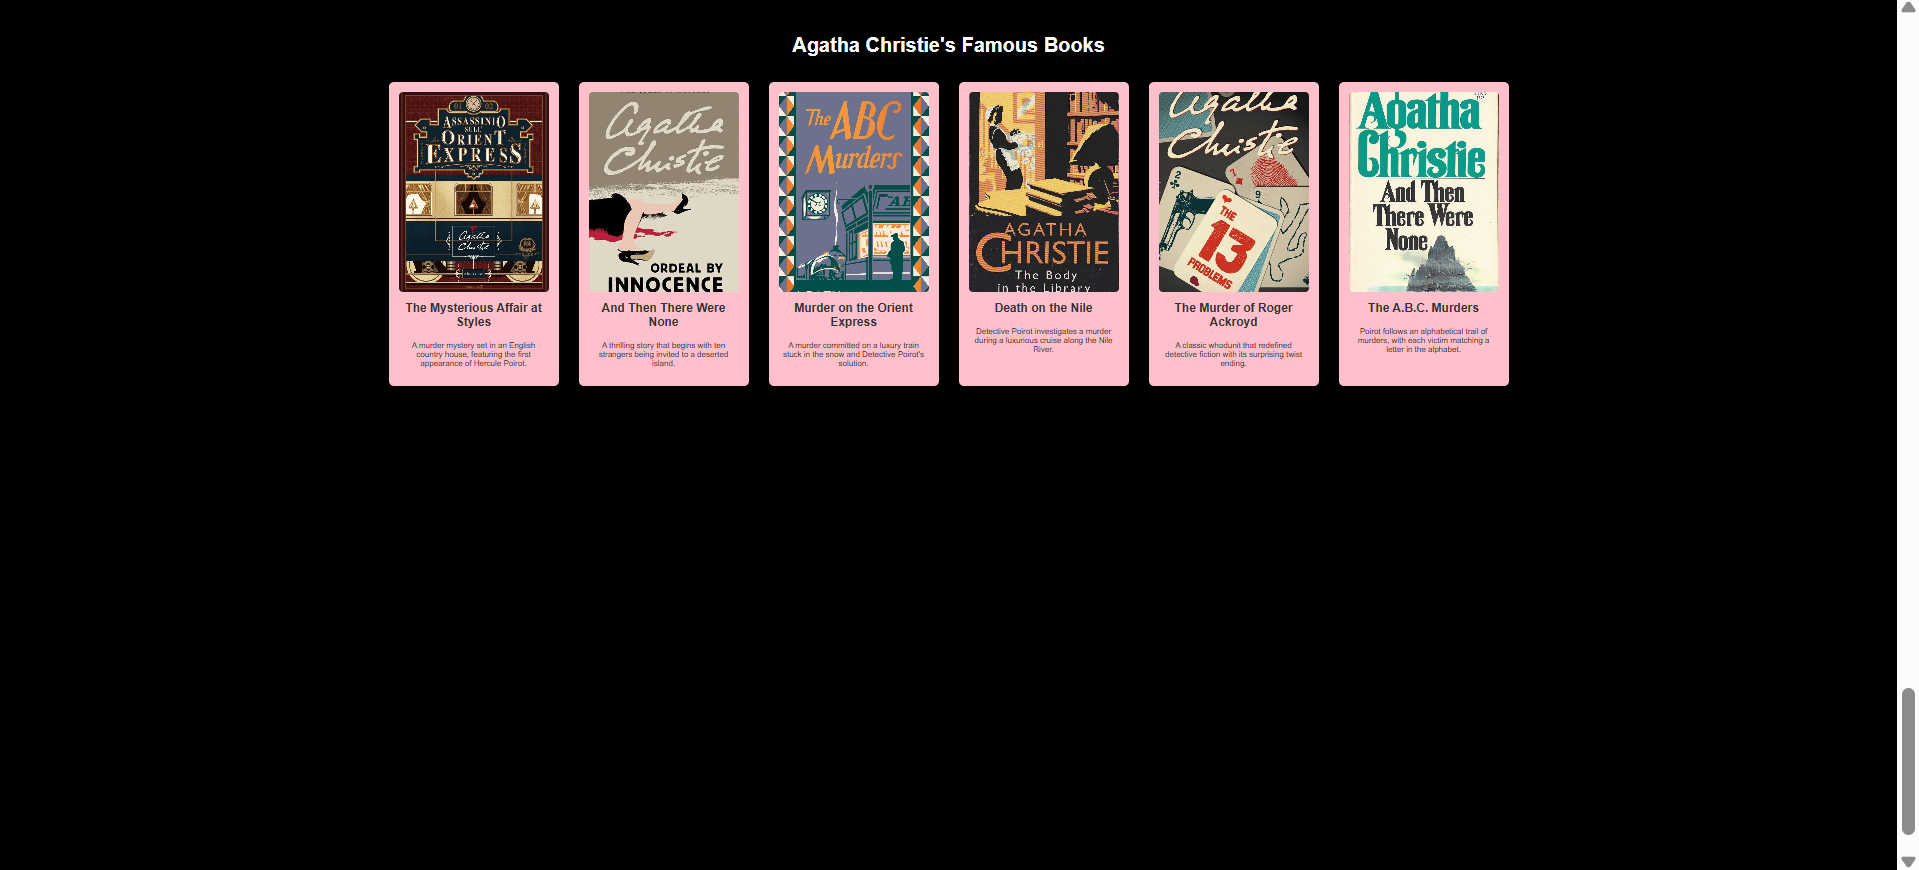 Agatha Christie's Famous Books
01 02
ASSASSINIO
SULL'
ORIENT
EXPRESS
Agatha
Christie
The Mysterious Affair at
Styles
A murder mystery set in an English
country house, featuring the first
appearance of Hercule Poirot.
Agatha
Christie
ORDEAL BY
INNOCENCE
And Then There Were
None
A thrilling story that begins with ten
strangers being invited to a deserted
island.
The ABC
Murders
Murder on the Orient
Express
A murder committed on a luxury train
stuck in the snow and Detective Poirot's
solution.
AGATHA
CHRISTIE
The Body
in the Library
Death on the Nile
Detective Poirot investigates a murder
during a luxurious cruise along the Nile
River.
Agatha
Christie
2
7
9
THE
13
PROBLEMS
The Murder of Roger
Ackroyd
A classic whodunit that redefined
detective fiction with its surprising twist
ending.
Agatha
Christie
And Then
There Were
None
The A.B.C. Murders
Poirot follows an alphabetical trail of
murders, with each victim matching a
letter in the alphabet.